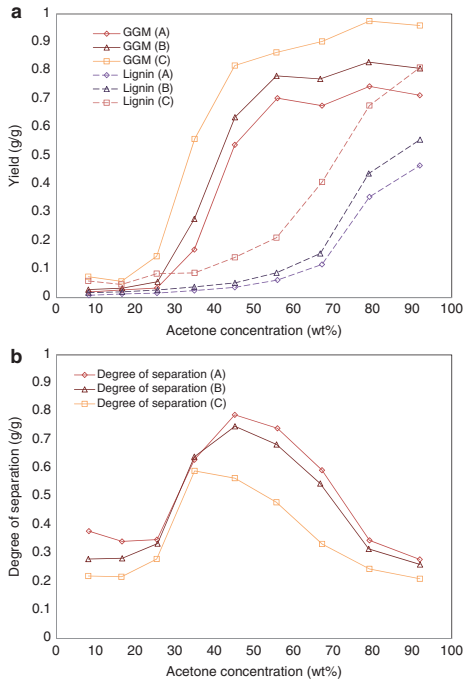 a
1
0.9
0.8
0.7
0.6
0.5
0.4
0.3
0.2
0.1
0
Yield (g/g)
GGM (A)
GGM (B)
GGM (C)
Lignin (A)
Lignin (B)
Lignin (C)
0 10 20 30 40 50 60 70 80 90 100
Acetone concentration (wt%)
b
1
0.9
0.8
0.7
0.6
0.5
0.4
0.3
0.2
0.1
0
Degree of separation (g/g)
Degree of separation (A)
Degree of separation (B)
Degree of separation (C)
0 10 20 30 40 50 60 70 80 90 100
Acetone concentration (wt%)